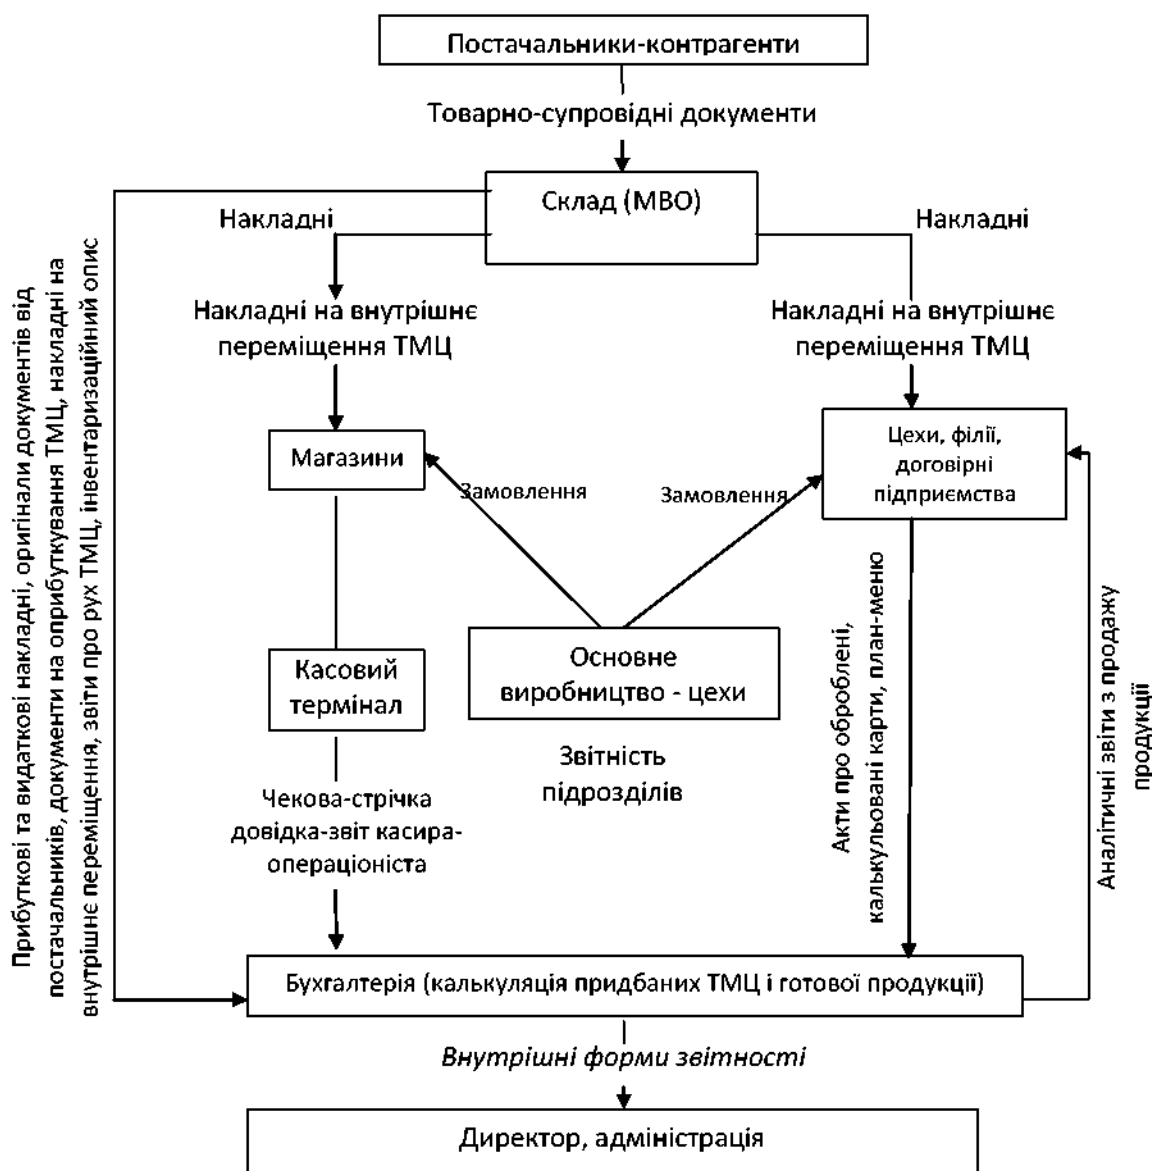 Постачальники-контрагенти
Товарно-супровідні документи
Склад (МВО)
Накладні
Накладні
Накладні на внутрішнє
переміщення ТМЦ
Накладні на внутрішнє
переміщення ТМЦ
Прибуткові та видаткові накладні, оригінали документів від
постачальників, документи на оприбуткування ТМЦ, накладні на
внутрішнє переміщення, звіти про рух ТМЦ, інвентаризаційний опис
Магазини
Цехи, філії,
договірні
підприємства
Замовлення
Замовлення
Касовий
термінал
Основне
виробництво - цехи
Звітність
підрозділів
Акти про оброблені,
калькульовані карти, план-меню
Аналітичні звіти з продажу
продукції
Чекова-стрічка
довідка-звіт касира-
операціоніста
Бухгалтерія (калькуляція придбаних ТМЦ і готової продукції)
Внутрішні форми звітності
Директор, адміністрація